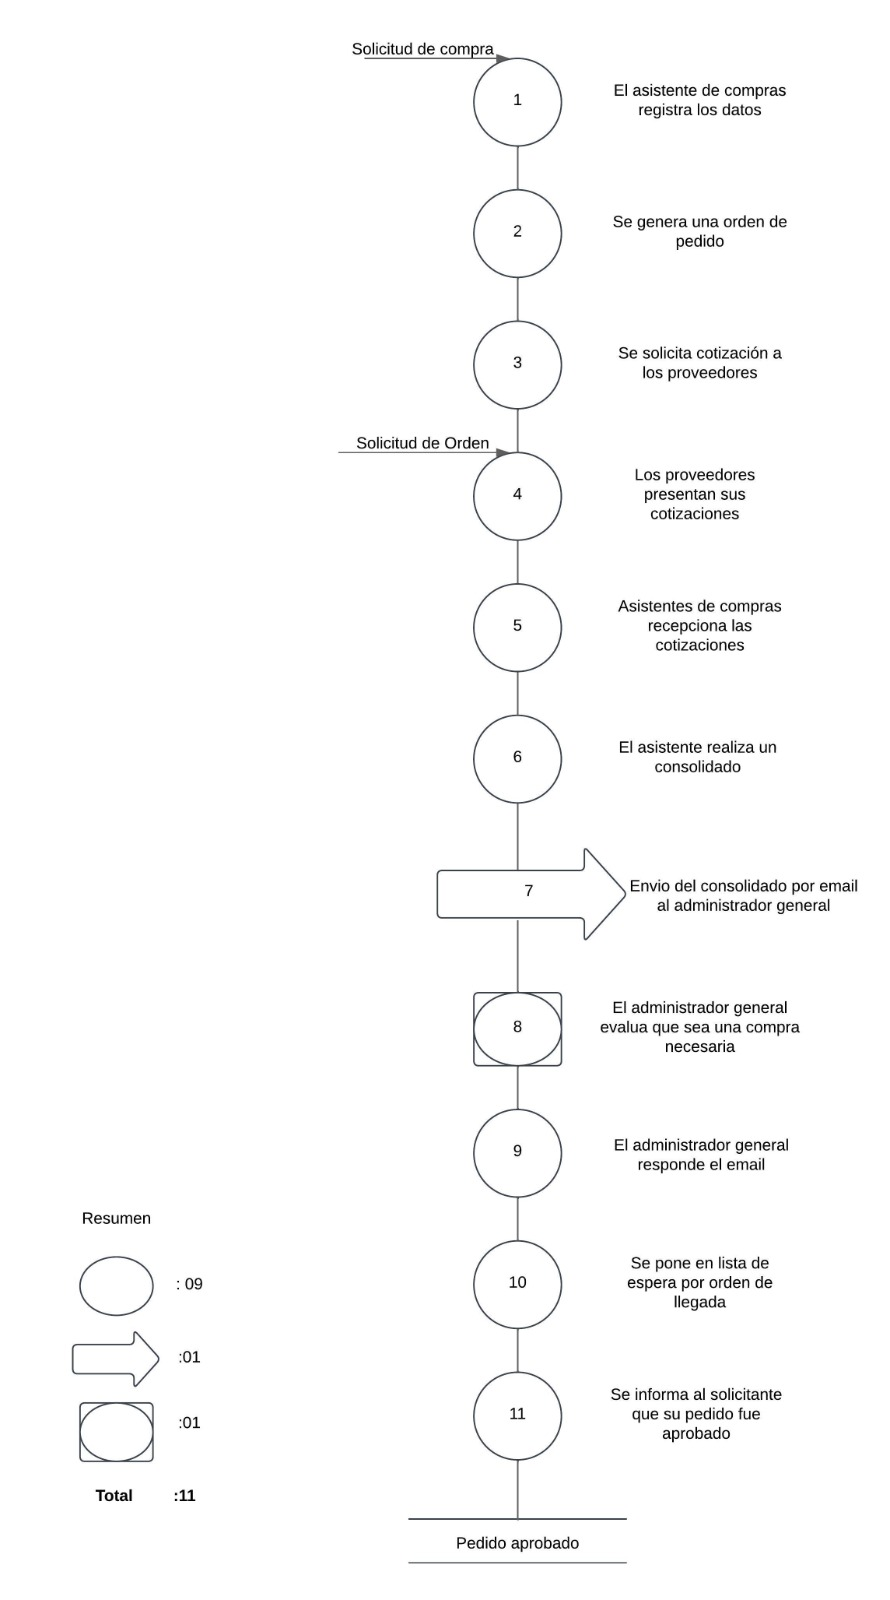 Solicitud de compra
1
El asistente de compras
registra los datos
2
Se genera una orden de
pedido
3
Se solicita cotización a
los proveedores
Solicitud de Orden
4
Los proveedores
presentan sus
cotizaciones
5
Asistentes de compras
recepciona las
cotizaciones
6
El asistente realiza un
consolidado
7
Envio del consolidado por email
al administrador general
8
El administrador general
evalua que sea una compra
necesaria
9
El administrador general
responde el email
10
Se pone en lista de
espera por orden de
llegada
11
Se informa al solicitante
que su pedido fue
aprobado
Pedido aprobado
Resumen
: 09
:01
:01
Total :11